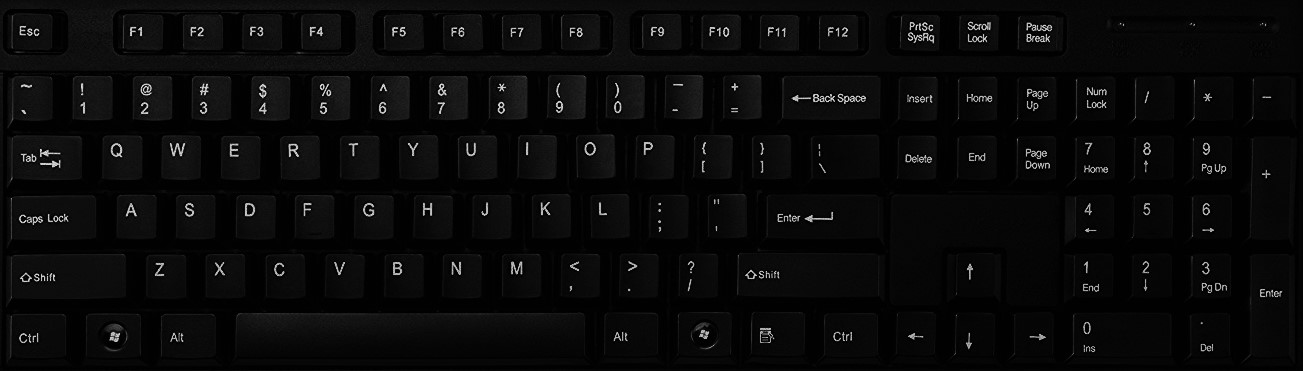 Esc F1 F2 F3 F4 F5 F6 F7 F8 F9 F10 F11 F12 PrtSc Scroll Pause
SysRq Lock Break
~ ! @ # $ % ^ & * ( ) — + ←Back Space Insert Home Page Num / * −
` 1 2 3 4 5 6 7 8 9 0 - = Up Lock
Tab Q W E R T Y U I O P { } ¦ Delete End Page 7 8 9 +
[ ] \ Down Home ↑ Pg Up
Caps Lock A S D F G H J K L : " Enter 4 5 6
; ' ← →
Shift Z X C V B N M < > ? Shift ↑ 1 2 3 Enter
, . / End ↓ Pg Dn
Ctrl Alt Alt Ctrl ← ↓ → 0 .
Ins Del